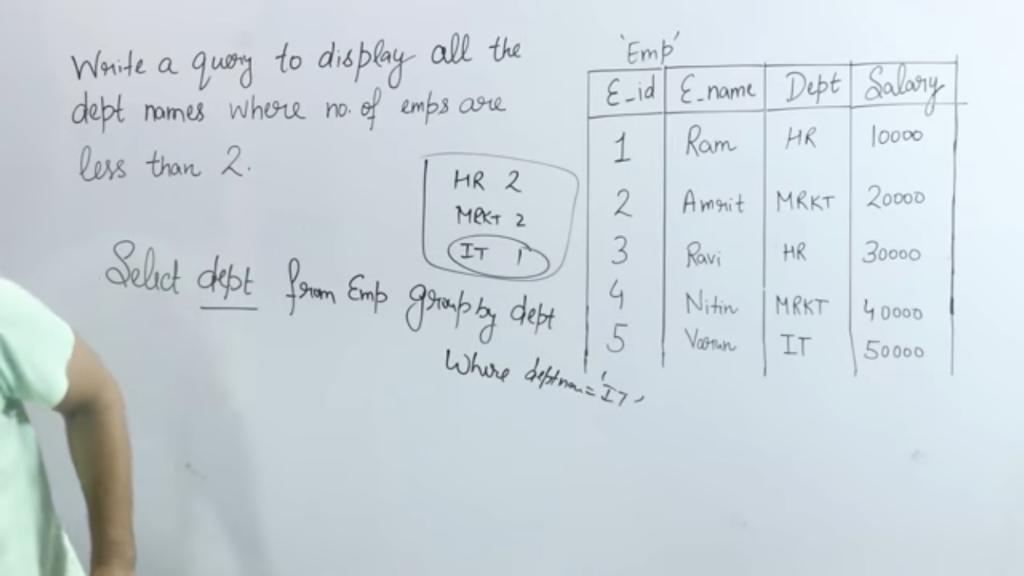 Write a query to display all the
dept names where no. of emps are
less than 2.
HR 2
MRKT 2
IT 1
Select dept from Emp group by dept
Where deptnam='IT'
'Emp'
E_id E_name Dept Salary
1 Ram HR 10000
2 Amrit MRKT 20000
3 Ravi HR 30000
4 Nitin MRKT 40000
5 Varun IT 50000